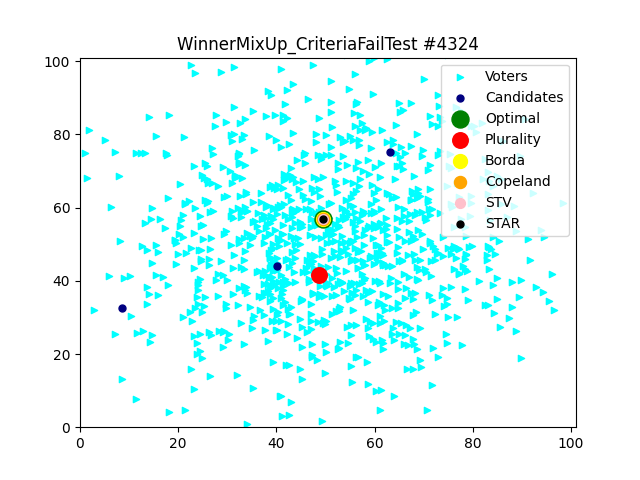 WinnerMixUp_CriteriaFailTest #4324
100
80
60
40
20
0
0 20 40 60 80 100
Voters
Candidates
Optimal
Plurality
Borda
Copeland
STV
STAR